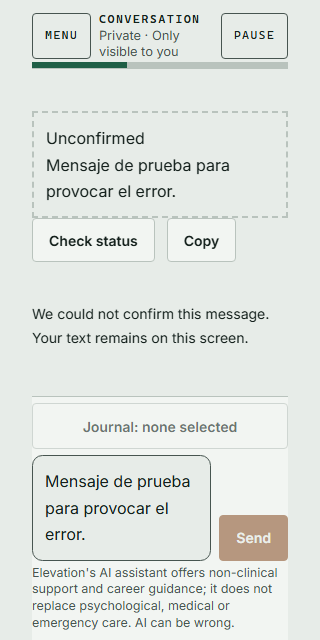 MENU
CONVERSATION
Private · Only
visible to you
PAUSE
Unconfirmed
Mensaje de prueba para
provocar el error.
Check status
Copy
We could not confirm this message.
Your text remains on this screen.
Journal: none selected
Mensaje de prueba
para provocar el
error.
Send
Elevation's AI assistant offers non-clinical
support and career guidance; it does not
replace psychological, medical or
emergency care. AI can be wrong.